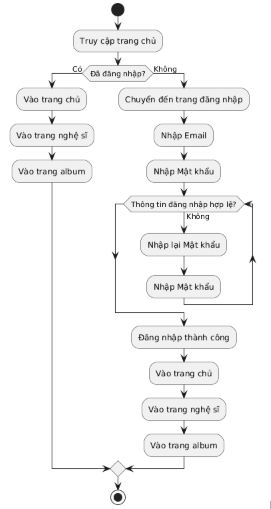 Truy cập trang chủ
Đã đăng nhập?
Có
Không
Vào trang chủ
Chuyển đến trang đăng nhập
Vào trang nghệ sĩ
Nhập Email
Vào trang album
Nhập Mật khẩu
Thông tin đăng nhập hợp lệ?
Không
Nhập lại Mật khẩu
Nhập Mật khẩu
Đăng nhập thành công
Vào trang chủ
Vào trang nghệ sĩ
Vào trang album